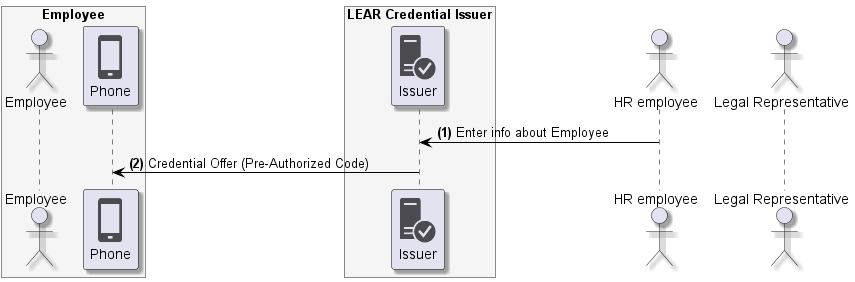 Employee
LEAR Credential Issuer
Employee
Phone
Issuer
HR employee
Legal Representative
(1) Enter info about Employee
(2) Credential Offer (Pre-Authorized Code)
Employee
Phone
Issuer
HR employee
Legal Representative